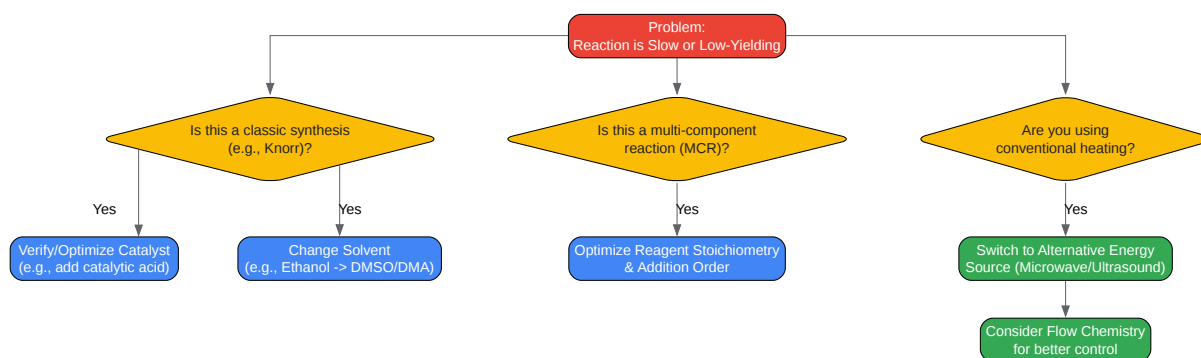 Problem:
Reaction is Slow or Low-Yielding
Is this a classic synthesis
(e.g., Knorr)?
Is this a multi-component
reaction (MCR)?
Are you using
conventional heating?
Yes
Yes
Yes
Yes
Verify/Optimize Catalyst
(e.g., add catalytic acid)
Change Solvent
(e.g., Ethanol -> DMSO/DMA)
Optimize Reagent Stoichiometry
& Addition Order
Switch to Alternative Energy
Source (Microwave/Ultrasound)
Consider Flow Chemistry
for better control